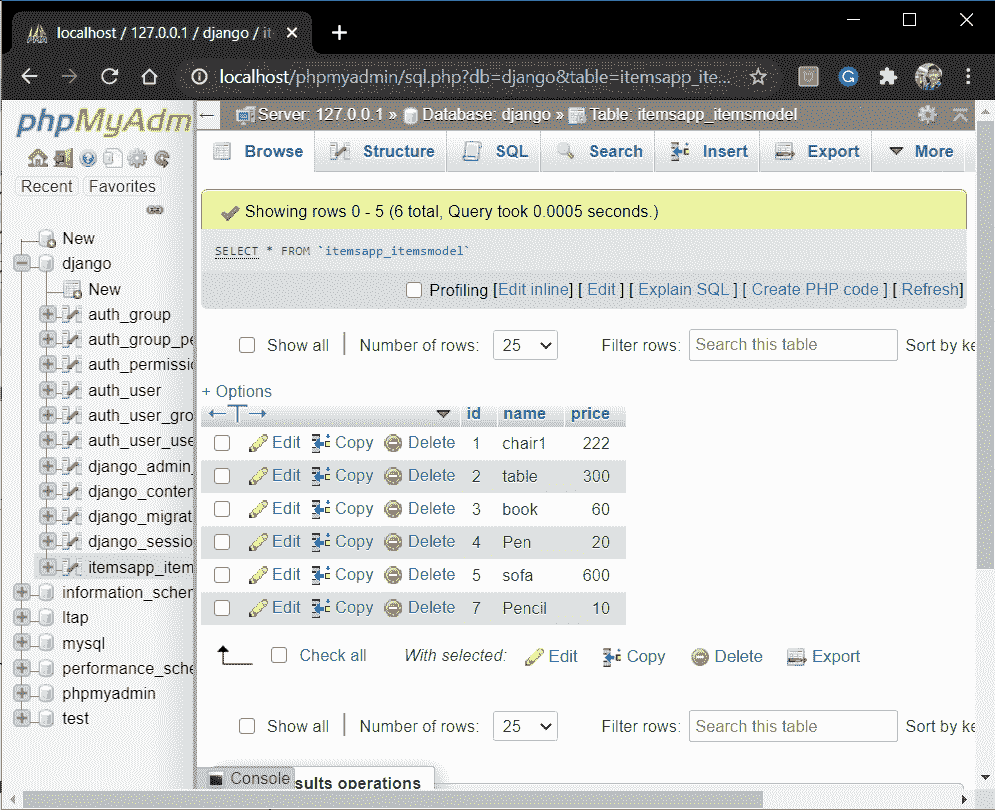 localhost / 127.0.0.1 / django / it
localhost/phpmyadmin/sql.php?db=django&table=itemsapp_ite...
phpMyAdm
Recent Favorites
New
django
New
auth_group
auth_group_pe
auth_permissio
auth_user
auth_user_gro
auth_user_use
django_admin_
django_conten
django_migrat
django_sessio
itemsapp_item
information_scher
ltap
mysql
performance_sche
phpmyadmin
test
Server: 127.0.0.1 » Database: django » Table: itemsapp_itemsmodel
Browse Structure SQL Search Insert Export More
Showing rows 0 - 5 (6 total, Query took 0.0005 seconds.)
SELECT * FROM `itemsapp_itemsmodel`
Profiling [Edit inline] [ Edit ] [ Explain SQL ] [ Create PHP code ] [ Refresh]
Show all Number of rows: 25 Filter rows: Search this table Sort by ke
+ Options
id name price
Edit Copy Delete 1 chair1 222
Edit Copy Delete 2 table 300
Edit Copy Delete 3 book 60
Edit Copy Delete 4 Pen 20
Edit Copy Delete 5 sofa 600
Edit Copy Delete 7 Pencil 10
Check all With selected: Edit Copy Delete Export
Show all Number of rows: 25 Filter rows: Search this table Sort by ke
Console sults operations